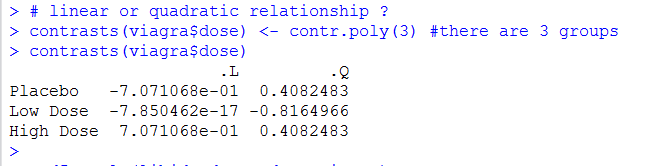 > # linear or quadratic relationship ?
> contrasts(viagra$dose) <- contr.poly(3) #there are 3 groups
> contrasts(viagra$dose)
.L .Q
Placebo -7.071068e-01 0.4082483
Low Dose -7.850462e-17 -0.8164966
High Dose 7.071068e-01 0.4082483
>